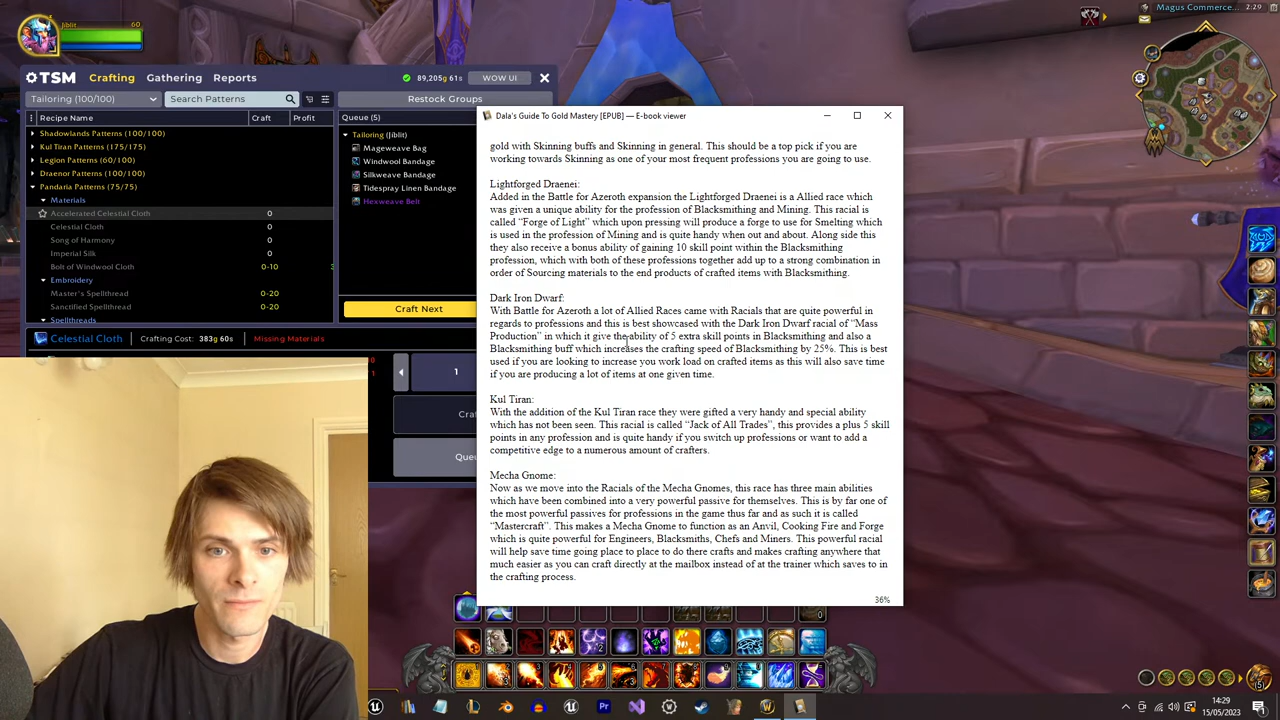 Jiblit 60
Magus Commerce... 2:29
TSM Crafting Gathering Reports 89,205g 61s WOW UI
Tailoring (100/100) Search Patterns Restock Groups
Recipe Name Craft Profit Queue (5)
Shadowlands Patterns (100/100)
Kul Tiran Patterns (175/175)
Legion Patterns (60/100)
Draenor Patterns (100/100)
Pandaria Patterns (75/75)
Materials
Accelerated Celestial Cloth 0
Celestial Cloth 0
Song of Harmony 0
Imperial Silk 0
Bolt of Windwool Cloth 0-10
Embroidery
Master's Spellthread 0-20
Sanctified Spellthread 0-20
Spellthreads
Tailoring (Jiblit)
Mageweave Bag
Windwool Bandage
Silkweave Bandage
Tidespray Linen Bandage
Hexweave Belt
Craft Next
Celestial Cloth Crafting Cost: 383g 60s Missing Materials
1
Cra
Que
Dala's Guide To Gold Mastery [EPUB] — E-book viewer
gold with Skinning buffs and Skinning in general. This should be a top pick if you are
working towards Skinning as one of your most frequent professions you are going to use.
Lightforged Draenei:
Added in the Battle for Azeroth expansion the Lightforged Draenei is a Allied race which
was given a unique ability for the profession of Blacksmithing and Mining. This racial is
called “Forge of Light” which upon pressing will produce a forge to use for Smelting which
is used in the profession of Mining and is quite handy when out and about. Along side this
they also receive a bonus ability of gaining 10 skill point within the Blacksmithing
profession, which with both of these professions together add up to a strong combination in
order of Sourcing materials to the end products of crafted items with Blacksmithing.
Dark Iron Dwarf:
With Battle for Azeroth a lot of Allied Races came with Racials that are quite powerful in
regards to professions and this is best showcased with the Dark Iron Dwarf racial of “Mass
Production” in which it give the ability of 5 extra skill points in Blacksmithing and also a
Blacksmithing buff which increases the crafting speed of Blacksmithing by 25%. This is best
used if you are looking to increase you work load on crafted items as this will also save time
if you are producing a lot of items at one given time.
Kul Tiran:
With the addition of the Kul Tiran race they were gifted a very handy and special ability
which has not been seen. This racial is called “Jack of All Trades”, this provides a plus 5 skill
points in any profession and is quite handy if you switch up professions or want to add a
competitive edge to a numerous amount of crafters.
Mecha Gnome:
Now as we move into the Racials of the Mecha Gnomes, this race has three main abilities
which have been combined into a very powerful passive for themselves. This is by far one of
the most powerful passives for professions in the game thus far and as such it is called
“Mastercraft”. This makes a Mecha Gnome to function as an Anvil, Cooking Fire and Forge
which is quite powerful for Engineers, Blacksmiths, Chefs and Miners. This powerful racial
will help save time going place to place to do there crafts and makes crafting anywhere that
much easier as you can craft directly at the mailbox instead of at the trainer which saves to in
the crafting process.
36%
14:29
15/05/2023